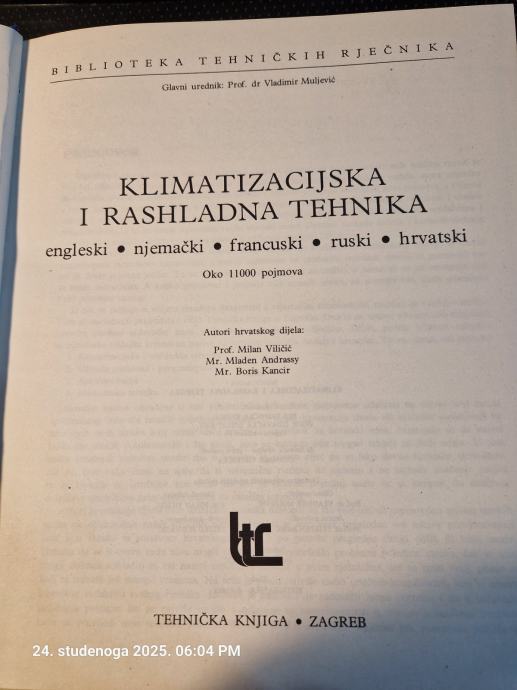 BIBLIOTEKA TEHNIČKIH RJEČNIKA
Glavni urednik: Prof. dr Vladimir Muljević
KLIMATIZACIJSKA
I RASHLADNA TEHNIKA
engleski • njemački • francuski • ruski • hrvatski
Oko 11000 pojmova
Autori hrvatskog dijela:
Prof. Milan Viličić
Mr. Mladen Andrassy
Mr. Boris Kancir
ltr
TEHNIČKA KNJIGA • ZAGREB
24. studenoga 2025. 06:04 PM